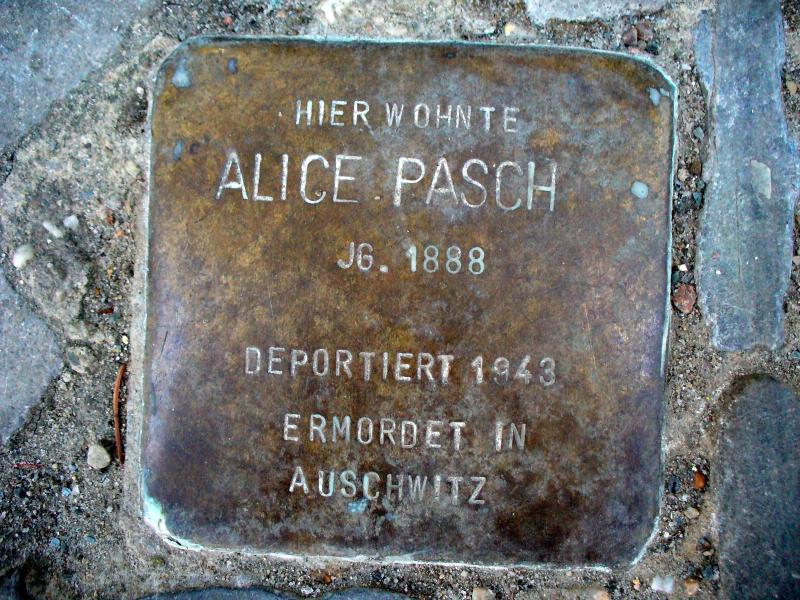 HIER WOHNTE
ALICE PASCH
JG. 1888
DEPORTIERT 1943
ERMORDET IN
AUSCHWITZ